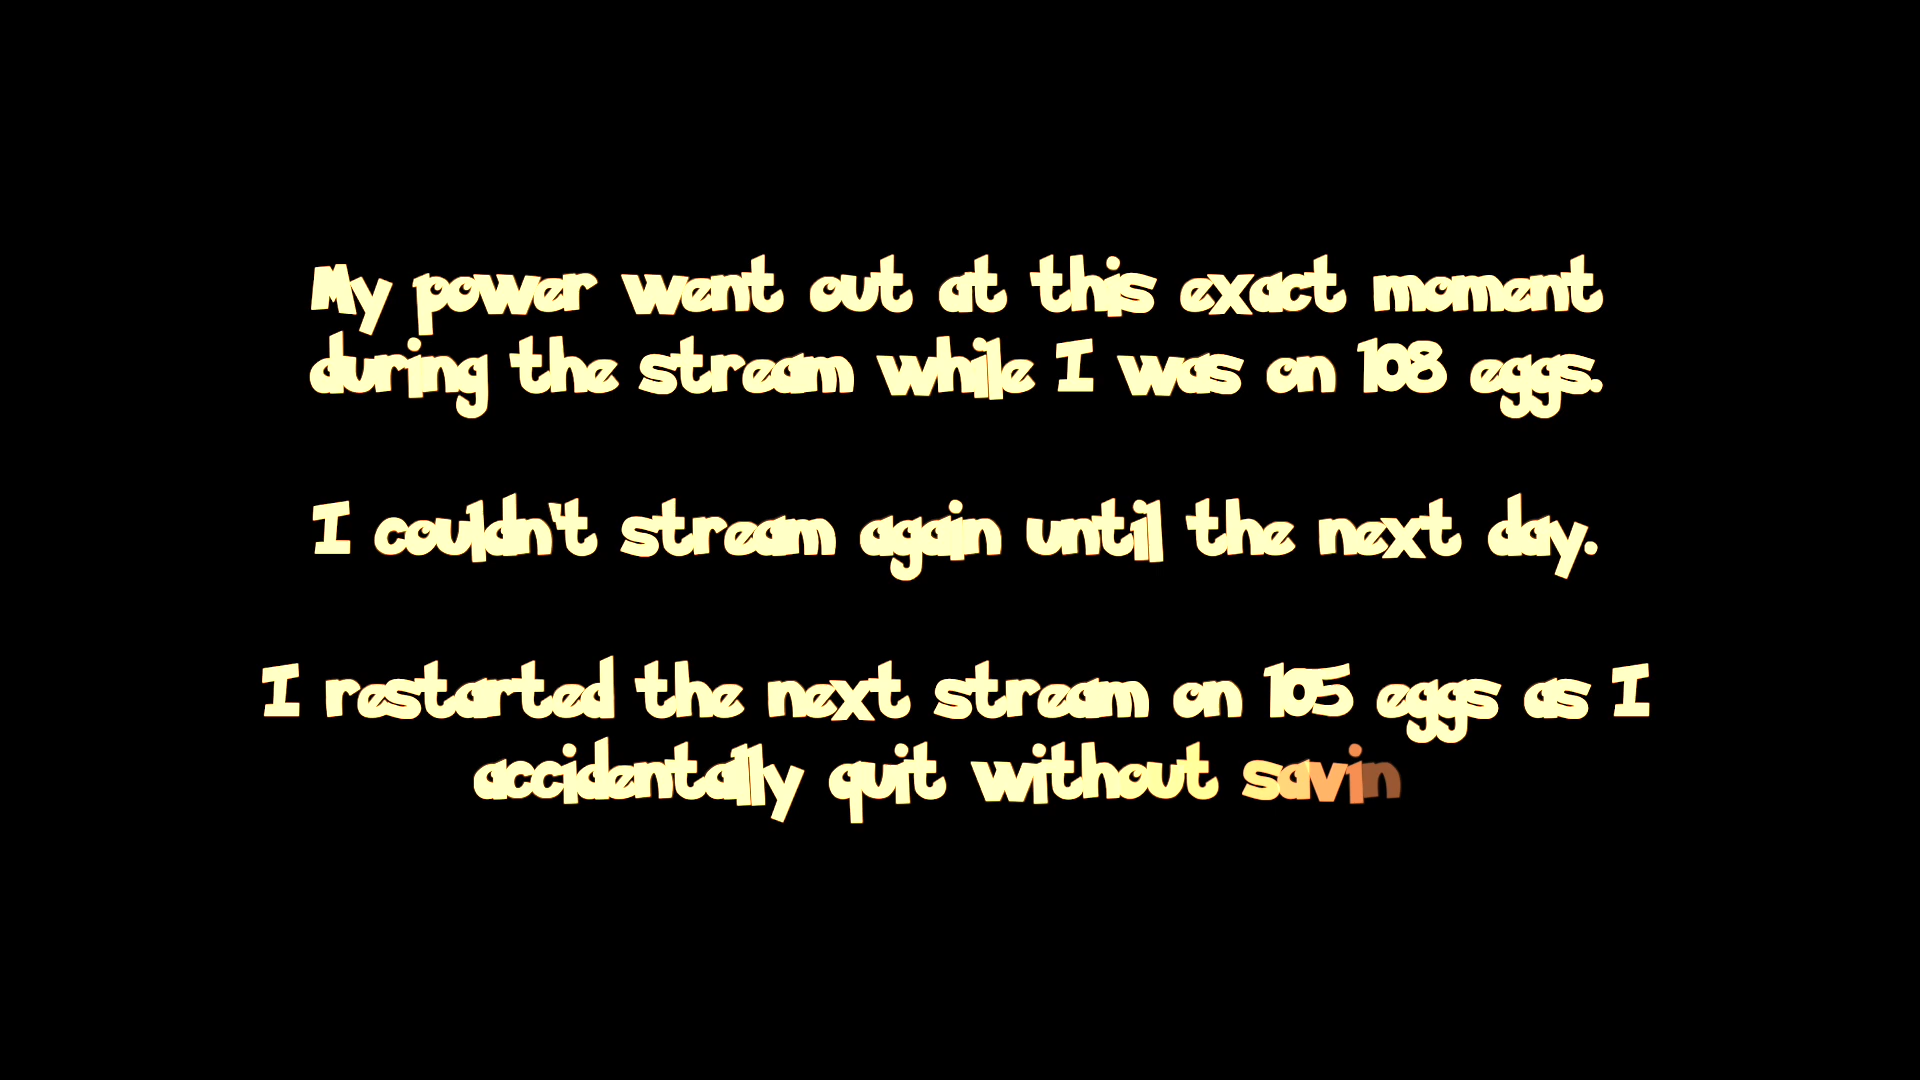 My power went out at this exact moment
during the stream while I was on 108 eggs.
I couldn't stream again until the next day.
I restarted the next stream on 105 eggs as I
accidentally quit without savin